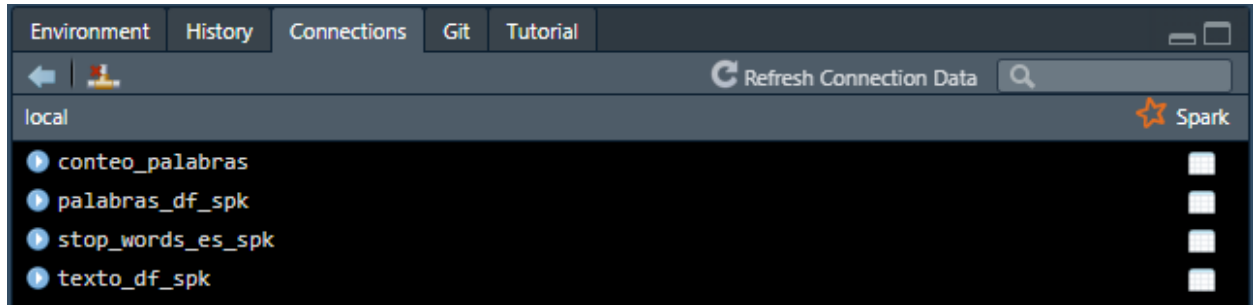 Environment History Connections Git Tutorial
Refresh Connection Data
local Spark
conteo_palabras
palabras_df_spk
stop_words_es_spk
texto_df_spk